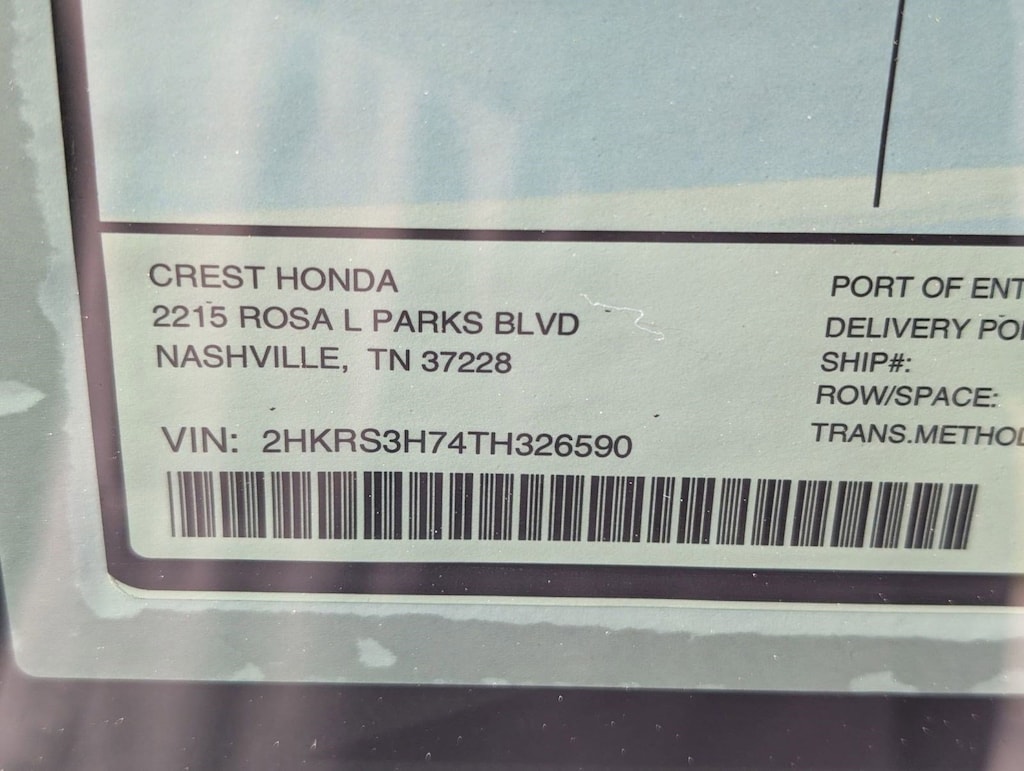 CREST HONDA
2215 ROSA L PARKS BLVD
NASHVILLE, TN 37228
VIN: 2HKRS3H74TH326590
PORT OF ENT
DELIVERY POI
SHIP#:
ROW/SPACE:
TRANS.METHOD